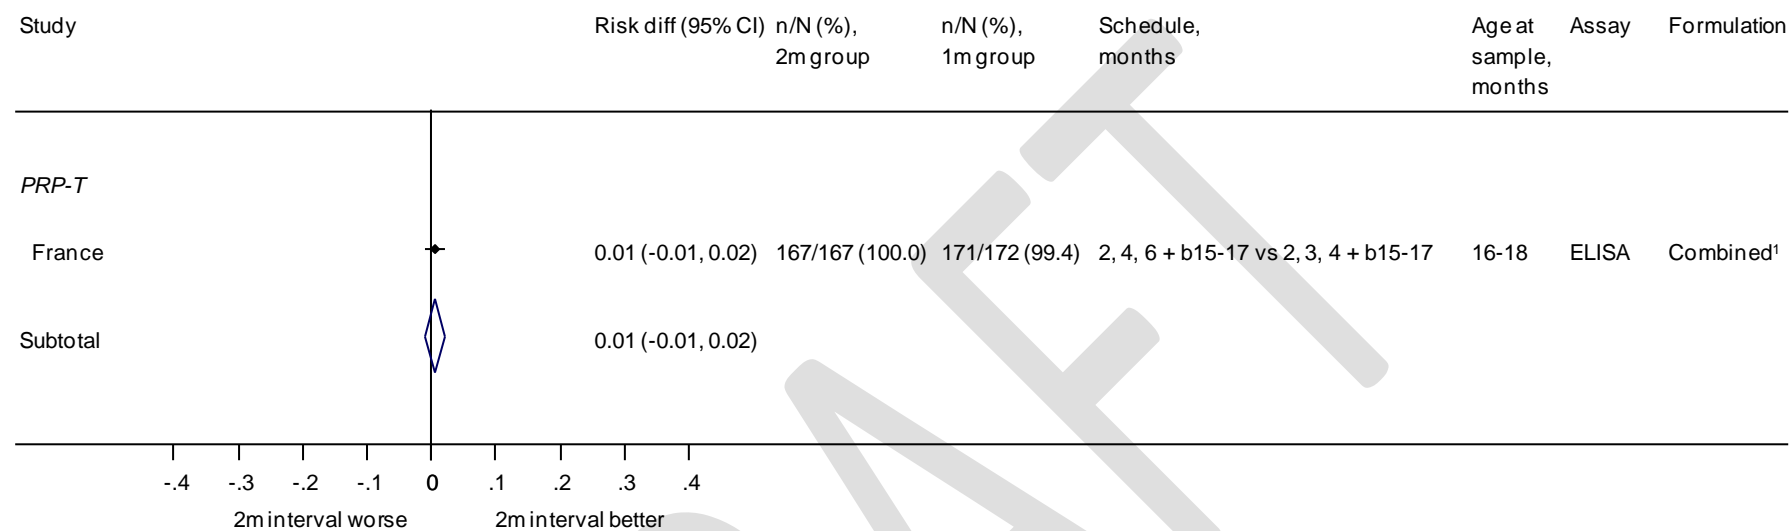 Study Risk diff (95% CI) n/N (%), n/N (%), Schedule, Age at Assay Formulation
2m group 1m group months sample,
months
PRP-T
France 0.01 (-0.01, 0.02) 167/167 (100.0) 171/172 (99.4) 2, 4, 6 + b15-17 vs 2, 3, 4 + b15-17 16-18 ELISA Combined¹
Subtotal 0.01 (-0.01, 0.02)
-.4 -.3 -.2 -.1 0 .1 .2 .3 .4
2m interval worse 2m interval better
DRAFT